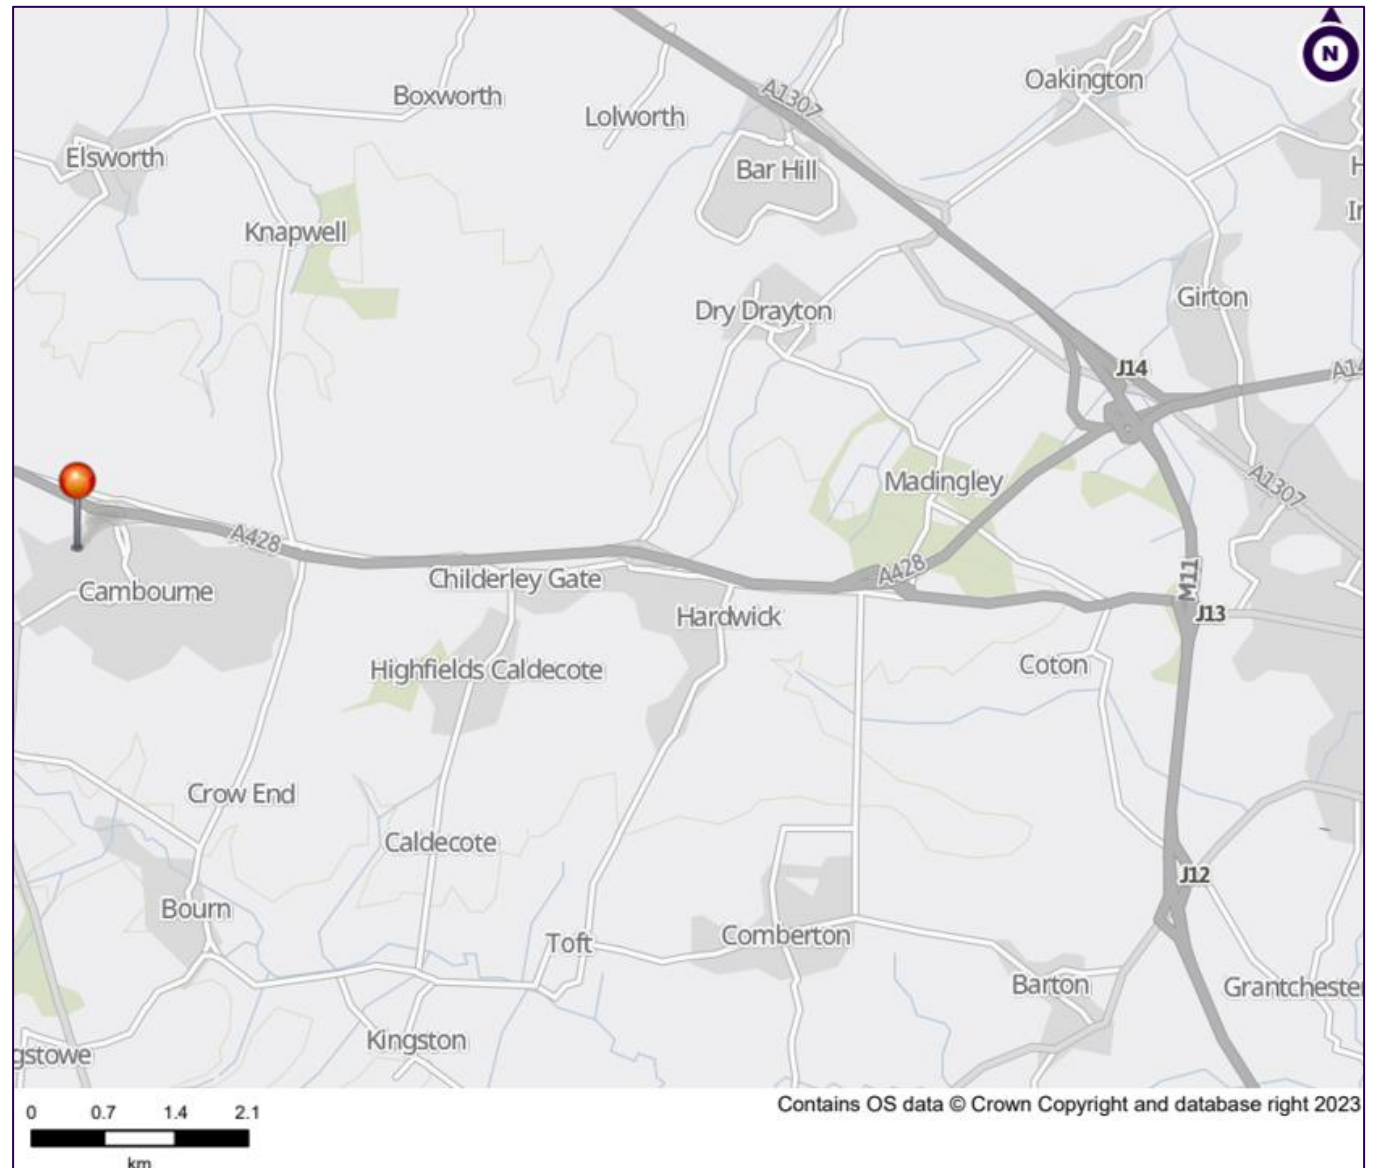 N
A1307
Oakington
Boxworth
Lolworth
Elsworth
Bar Hill
H
Knapwell
Girton
Dry Drayton
J14
A14
Madingley
A1307
A428
Childerley Gate
A428
M11
Cambourne
Hardwick
J13
Highfields Caldecote
Coton
Crow End
Caldecote
J12
Bourn
Toft
Comberton
Barton
Grantchester
Kingston
gstowe
0 0.7 1.4 2.1
km
Contains OS data © Crown Copyright and database right 2023